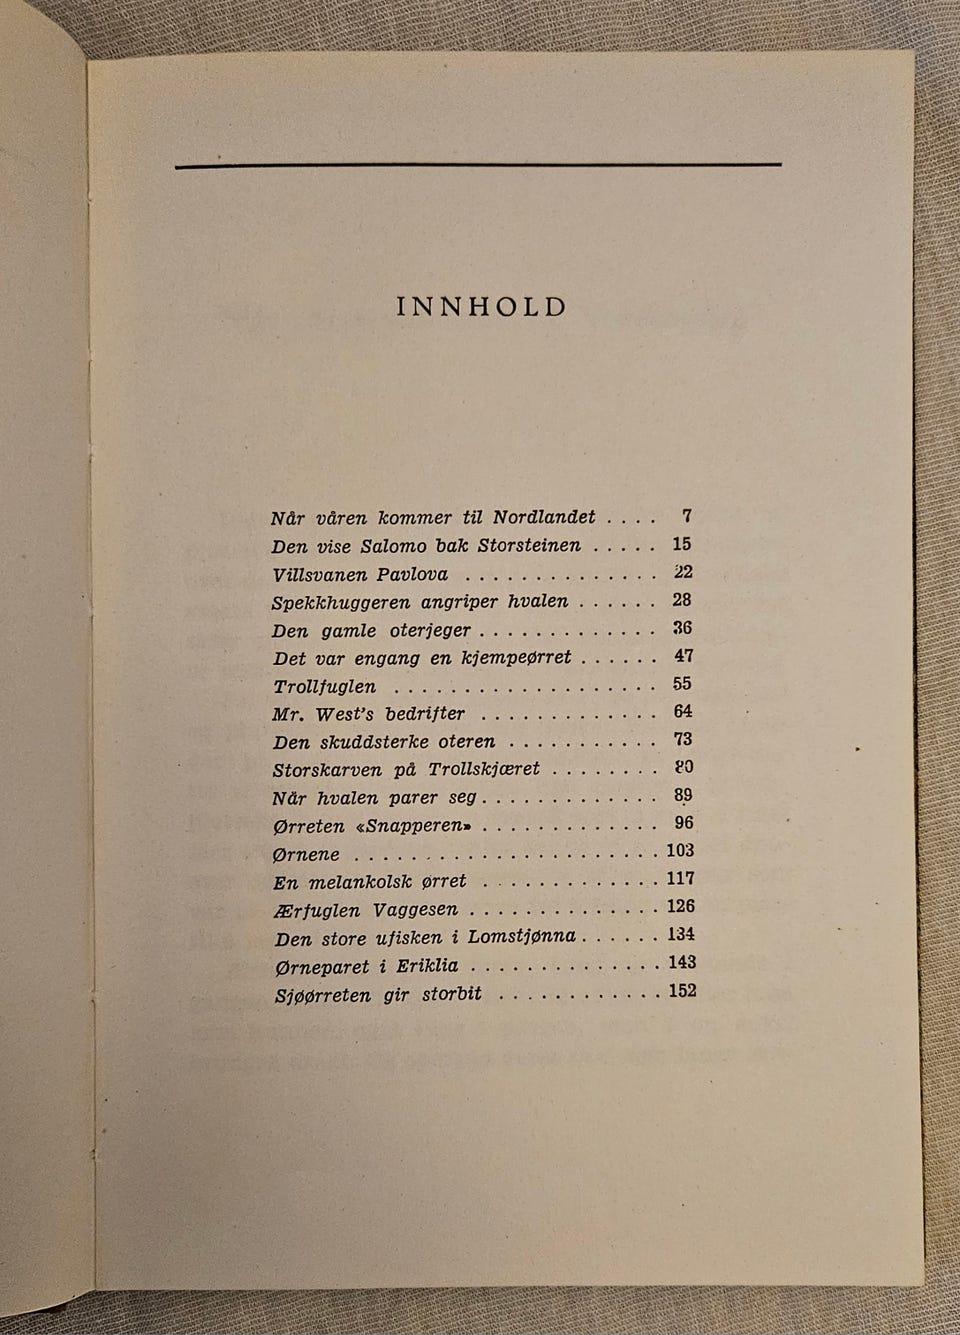 INNHOLD
Når våren kommer til Nordlandet . . . . 7
Den vise Salomo bak Storsteinen . . . . . 15
Villsvanen Pavlova . . . . . . . . . . . . . . 22
Spekkhuggeren angriper hvalen . . . . . . 28
Den gamle oterjeger . . . . . . . . . . . . . 36
Det var engang en kjempeørret . . . . . . 47
Trollfuglen . . . . . . . . . . . . . . . . . . . 55
Mr. West's bedrifter . . . . . . . . . . . . . 64
Den skuddsterke oteren . . . . . . . . . . . 73
Storskarven på Trollskjæret . . . . . . . . 80
Når hvalen parer seg . . . . . . . . . . . . . 89
Ørreten «Snapperen» . . . . . . . . . . . . . 96
Ørnene . . . . . . . . . . . . . . . . . . . . . . 103
En melankolsk ørret . . . . . . . . . . . . . 117
Ærfuglen Vaggesen . . . . . . . . . . . . . . 126
Den store ufisken i Lomstjønna . . . . . . 134
Ørneparet i Eriklia . . . . . . . . . . . . . . 143
Sjøørreten gir storbit . . . . . . . . . . . . 152